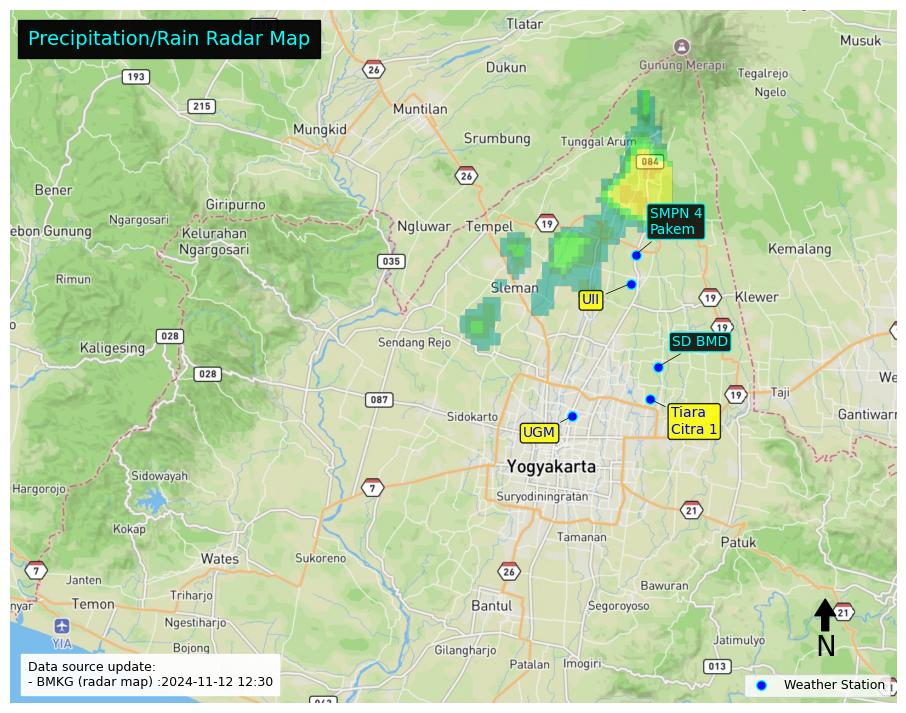 Precipitation/Rain Radar Map
Tlatar
Musuk
26
193
Dukun
Gunung Merapi
Tegalrejo
Ngelo
215
Muntilan
Mungkid
Srumbung
Tunggal Arum
084
26
Bener
Giripurno
SMPN 4
Pakem
Ngargosari
ebon Gunung
Kelurahan
Ngargosari
Ngluwar
Tempel
19
Kemalang
035
Rimun
Sleman
UII
19
Klewer
19
028
Kaligesing
Sendang Rejo
SD BMD
028
087
19
Taji
We
Sidokarto
Tiara
Citra 1
Gantiwarn
UGM
Yogyakarta
Sidowayah
Hargorojo
7
Suryodiningratan
21
Kokap
Tamanan
Patuk
Wates
Sukoreno
7
Janten
26
Bawuran
nyar
Temon
Triharjo
Bantul
Segoroyoso
21
Ngestiharjo
YIA
N
Bojong
Gilangharjo
Jatimulyo
Patalan
Imogiri
013
Data source update:
- BMKG (radar map) :2024-11-12 12:30
Weather Station